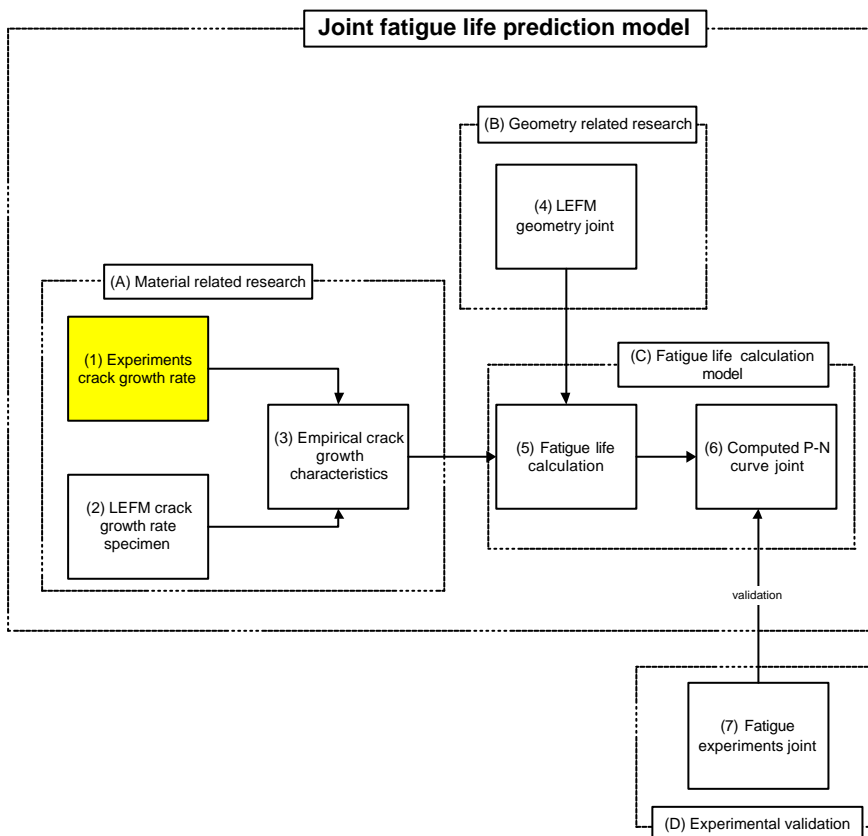 Joint fatigue life prediction model
(B) Geometry related research
(4) LEFM
geometry joint
(A) Material related research
(1) Experiments
crack growth rate
(C) Fatigue life calculation
model
(3) Empirical crack
growth
characteristics
(5) Fatigue life
calculation
(6) Computed P-N
curve joint
(2) LEFM crack
growth rate
specimen
validation
(7) Fatigue
experiments joint
(D) Experimental validation